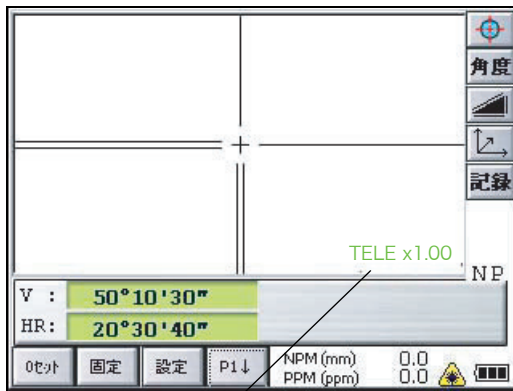 角度
記録
TELE x1.00
NP
V : 50°10'30"
HR: 20°30'40"
0セット 固定 設定 P1↓ NPM (mm) 0.0
PPM (ppm) 0.0